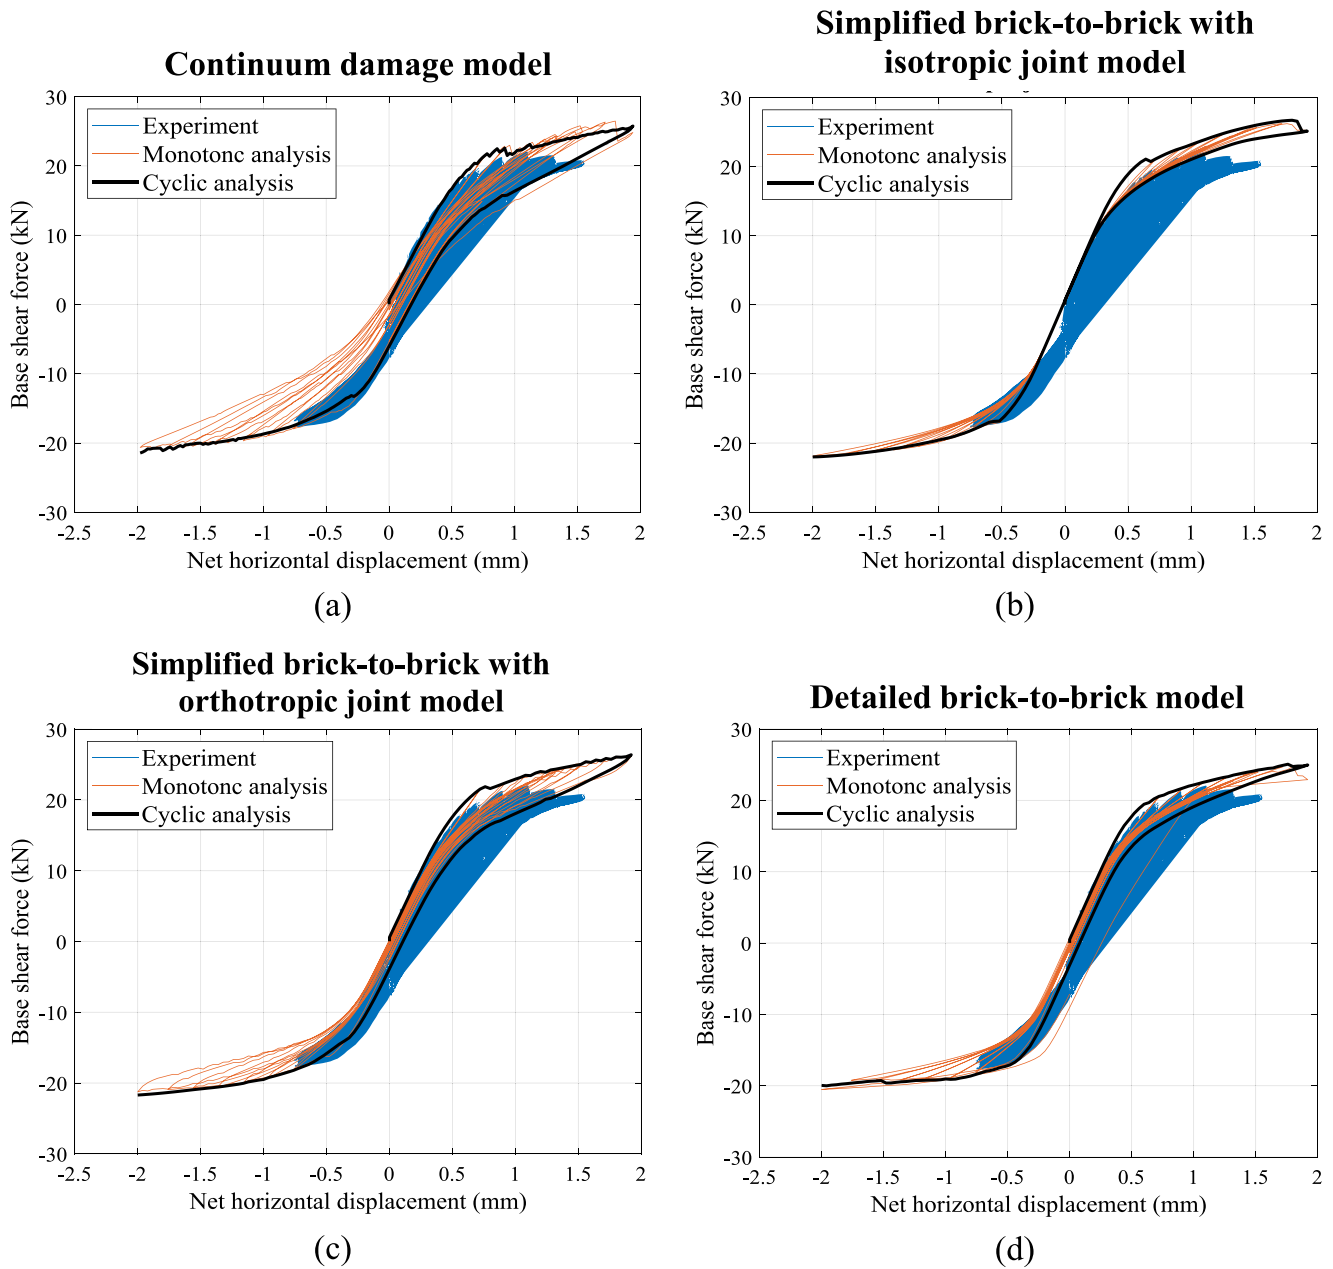 Continuum damage model
30
20
10
0
-10
-20
-30
Base shear force (kN)
Experiment
Monotonc analysis
Cyclic analysis
-2.5 -2 -1.5 -1 -0.5 0 0.5 1 1.5 2
Net horizontal displacement (mm)
(a)
Simplified brick-to-brick with
isotropic joint model
30
20
10
0
-10
-20
-30
Base shear force (kN)
Experiment
Monotonc analysis
Cyclic analysis
-2.5 -2 -1.5 -1 -0.5 0 0.5 1 1.5 2
Net horizontal displacement (mm)
(b)
Simplified brick-to-brick with
orthotropic joint model
30
20
10
0
-10
-20
-30
Base shear force (kN)
Experiment
Monotonc analysis
Cyclic analysis
-2.5 -2 -1.5 -1 -0.5 0 0.5 1 1.5 2
Net horizontal displacement (mm)
(c)
Detailed brick-to-brick model
30
20
10
0
-10
-20
-30
Base shear force (kN)
Experiment
Monotonc analysis
Cyclic analysis
-2.5 -2 -1.5 -1 -0.5 0 0.5 1 1.5 2
Net horizontal displacement (mm)
(d)